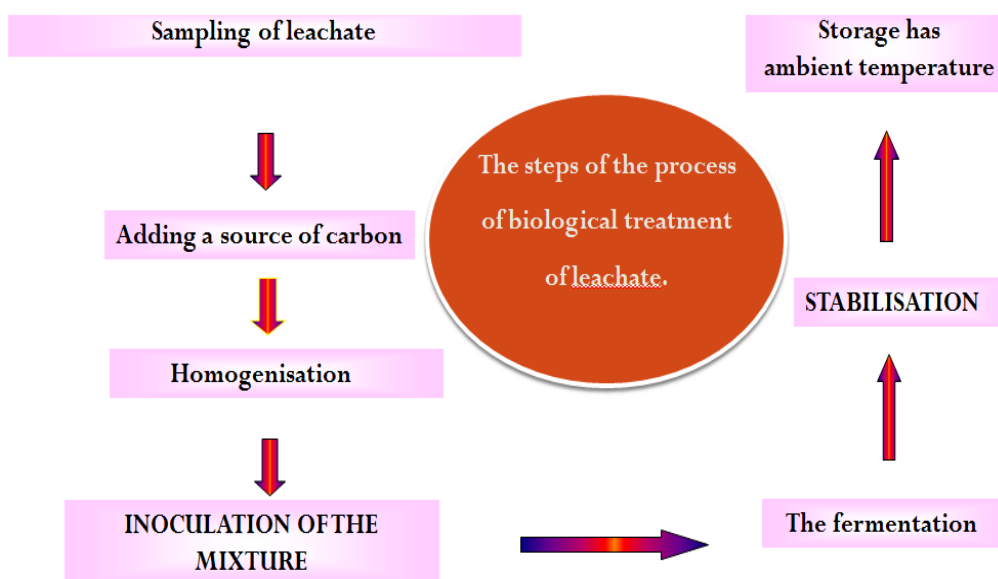 Sampling of leachate
Adding a source of carbon
Homogenisation
INOCULATION OF THE
MIXTURE
The steps of the process
of biological treatment
of leachate.
Storage has
ambient temperature
STABILISATION
The fermentation